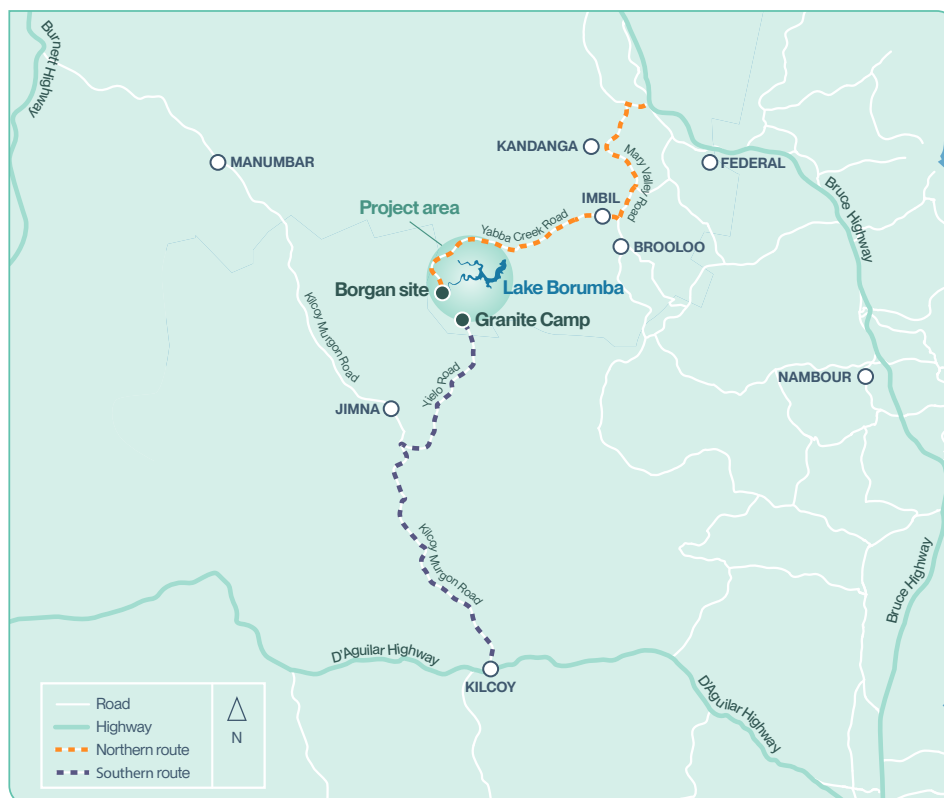 Burnett Highway
MANUMBAR
KANDANGA
Mary Valley Road
FEDERAL
Bruce Highway
IMBIL
Project area
Yabba Creek Road
BROOLOO
Borgan site
Lake Borumba
Granite Camp
Kilcoy Murgon Road
Yielo Road
NAMBOUR
JIMNA
Kilcoy Murgon Road
Bruce Highway
D'Aguilar Highway
KILCOY
D'Aguilar Highway
Road
Highway
Northern route
Southern route
N